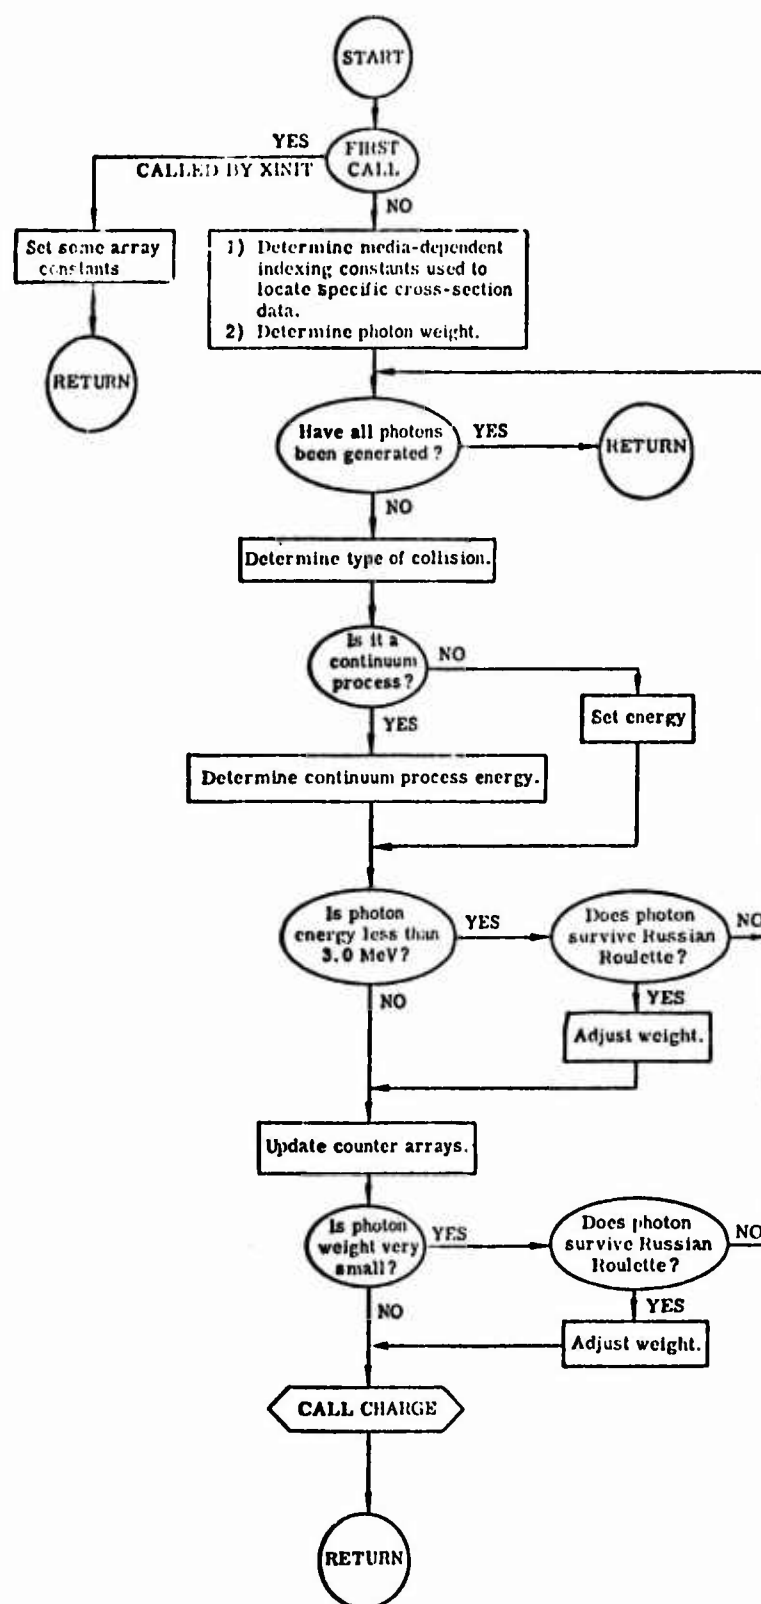 START
YES
CALLED BY XINIT
FIRST
CALL
NO
Set some array
constants
1) Determine media-dependent
indexing constants used to
locate specific cross-section
data.
2) Determine photon weight.
RETURN
Have all photons
been generated?
YES
RETURN
NO
Determine type of collision.
Is it a
continuum
process?
NO
YES
Set energy
Determine continuum process energy.
Is photon
energy less than
3.0 MeV?
YES
Does photon
survive Russian
Roulette?
NO
NO
YES
Adjust weight.
Update counter arrays.
Is photon
weight very
small?
YES
Does photon
survive Russian
Roulette?
NO
NO
YES
Adjust weight.
CALL CHARGE
RETURN